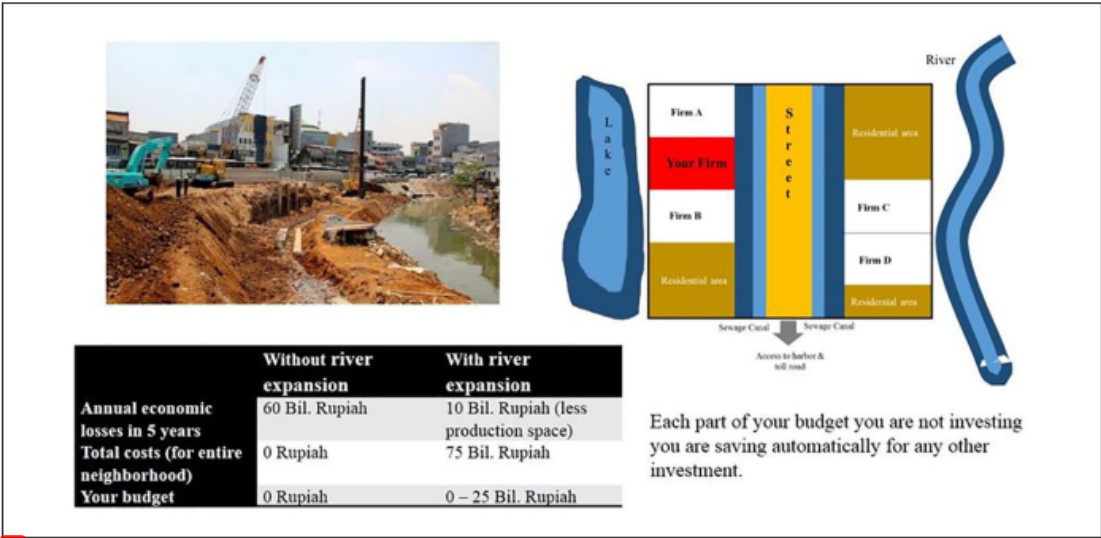 River
Lake
Firm A
Your Firm
Firm B
Residential area
Street
Residential area
Firm C
Firm D
Residential area
Sewage Canal
Sewage Canal
Access to harbor &
toll road
Without river
expansion
With river
expansion
Annual economic
losses in 5 years
60 Bil. Rupiah
10 Bil. Rupiah (less
production space)
Total costs (for entire
neighborhood)
0 Rupiah
75 Bil. Rupiah
Your budget
0 Rupiah
0 – 25 Bil. Rupiah
Each part of your budget you are not investing
you are saving automatically for any other
investment.